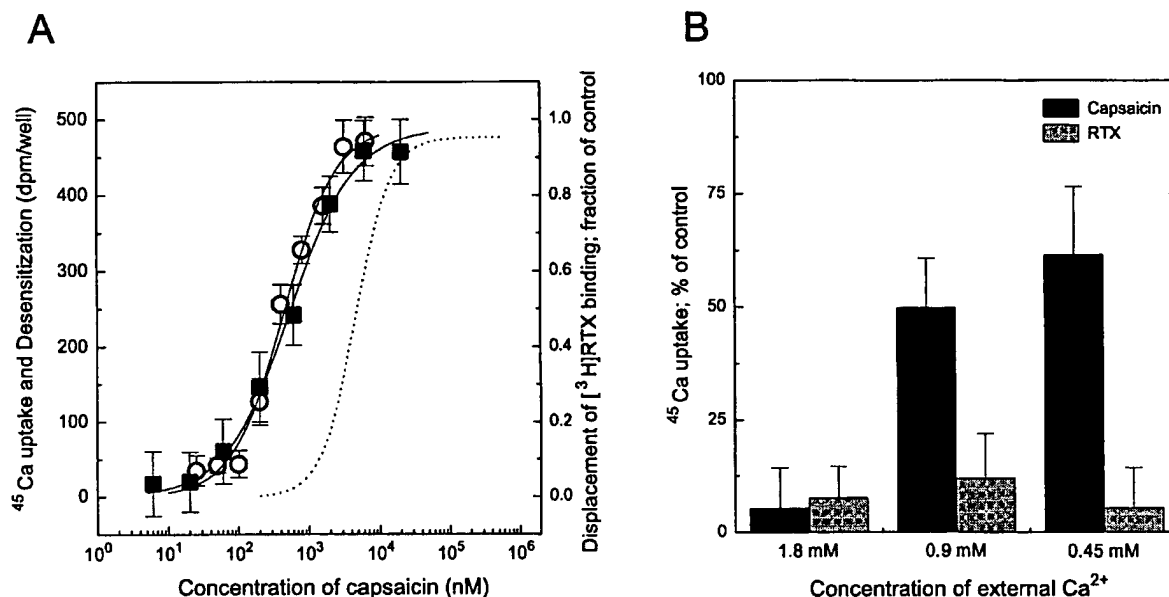 A
⁴⁵Ca uptake and Desensitization (dpm/well)
500
400
300
200
100
0
1.0
0.8
0.6
0.4
0.2
0.0
Displacement of [³H]RTX binding; fraction of control
10⁰ 10¹ 10² 10³ 10⁴ 10⁵ 10⁶
Concentration of capsaicin (nM)
B
⁴⁵Ca uptake; % of control
100
75
50
25
0
Capsaicin
RTX
1.8 mM 0.9 mM 0.45 mM
Concentration of external Ca²⁺